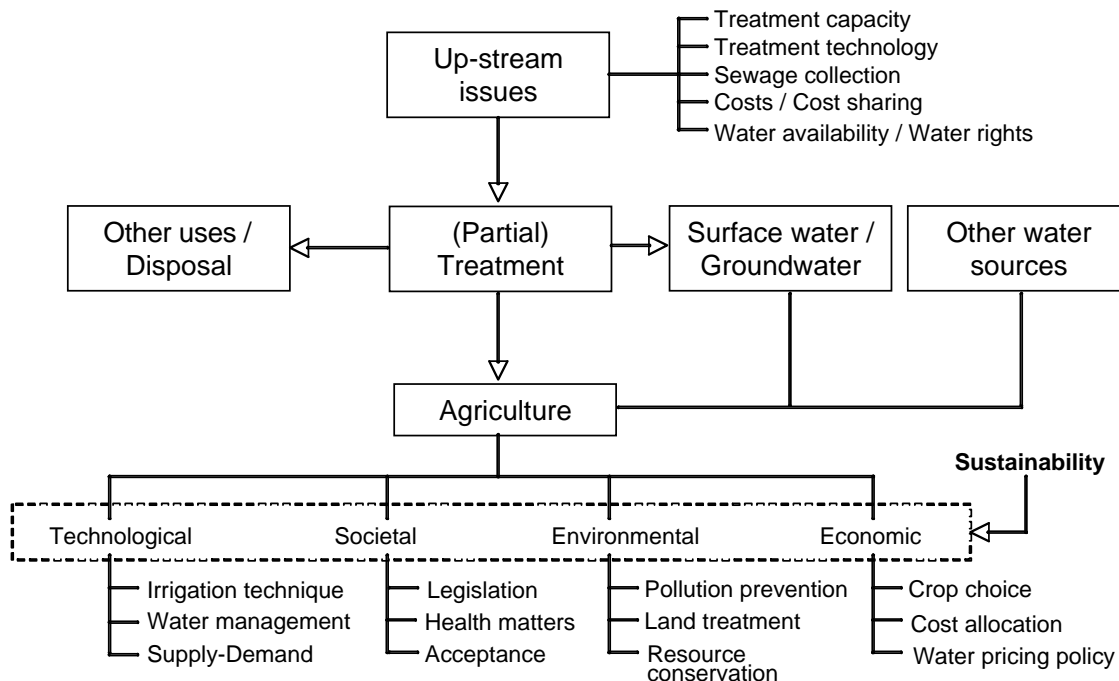 Up-stream
issues
Treatment capacity
Treatment technology
Sewage collection
Costs / Cost sharing
Water availability / Water rights
Other uses /
Disposal
(Partial)
Treatment
Surface water /
Groundwater
Other water
sources
Agriculture
Sustainability
Technological
Societal
Environmental
Economic
Irrigation technique
Water management
Supply-Demand
Legislation
Health matters
Acceptance
Pollution prevention
Land treatment
Resource
conservation
Crop choice
Cost allocation
Water pricing policy